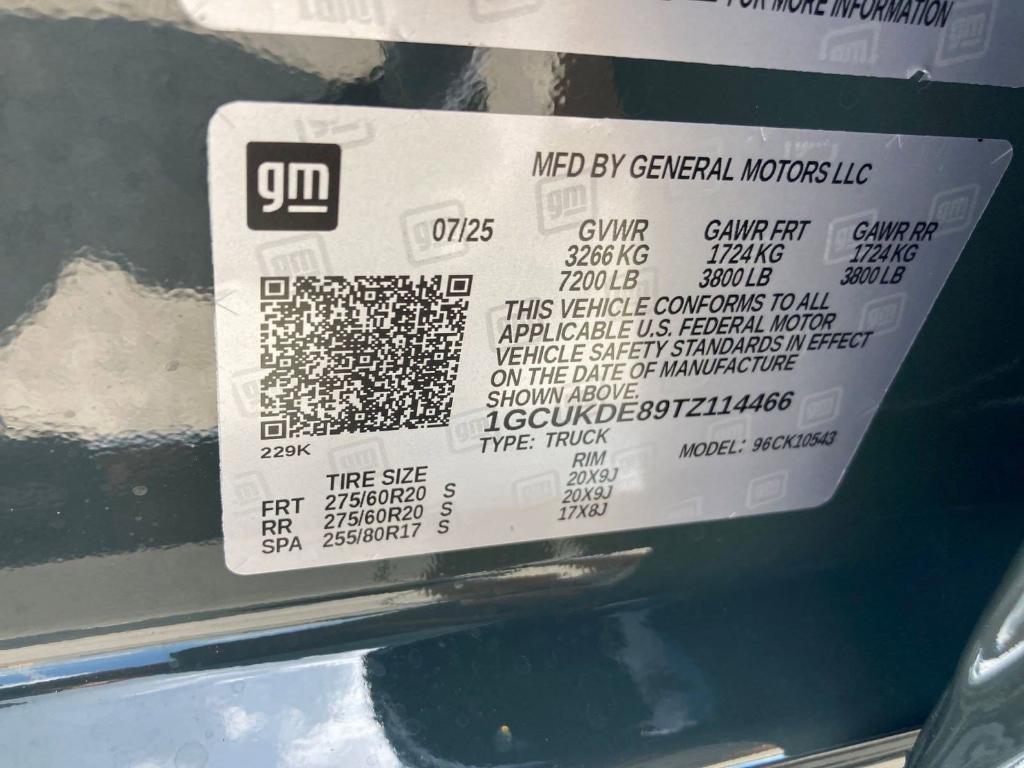 FOR MORE INFORMATION
gm
MFD BY GENERAL MOTORS LLC
07/25 GVWR GAWR FRT GAWR RR
3266 KG 1724 KG 1724 KG
7200 LB 3800 LB 3800 LB
THIS VEHICLE CONFORMS TO ALL
APPLICABLE U.S. FEDERAL MOTOR
VEHICLE SAFETY STANDARDS IN EFFECT
ON THE DATE OF MANUFACTURE
SHOWN ABOVE.
1GCUKDE89TZ114466
229K
TYPE: TRUCK MODEL: 96CK10543
TIRE SIZE RIM
FRT 275/60R20 S 20X9J
RR 275/60R20 S 20X9J
SPA 255/80R17 S 17X8J